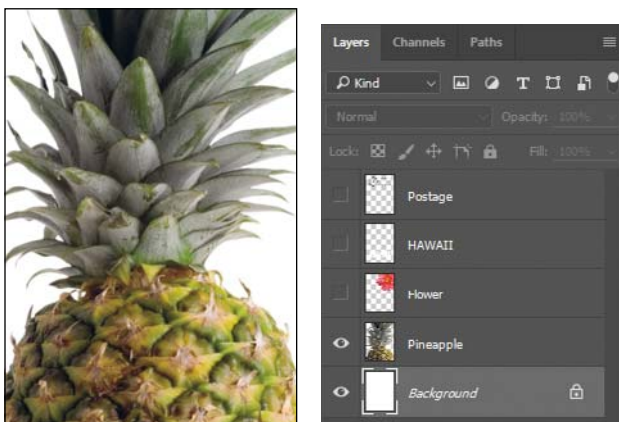 Layers Channels Paths
Kind
Normal Opacity: 100%
Lock: Fill: 100%
Postage
HAWAII
Flower
Pineapple
Background